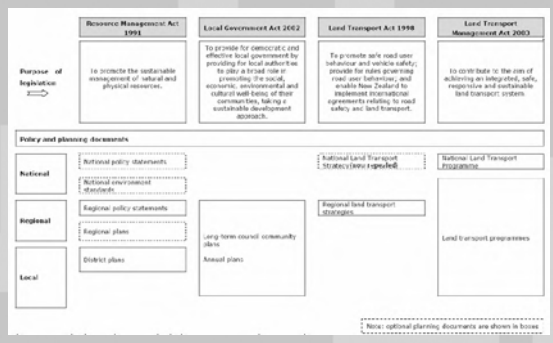 Resource Management Act
1991
Local Government Act 2002
Land Transport Act 1998
Land Transport
Management Act 2003
Purpose of
legislation
To promote the sustainable
management of natural and
physical resources.
To provide for democratic and
effective local government by
providing for local authorities
to play a broad role in
promoting the social,
economic, environmental and
cultural well-being of their
communities, taking a
sustainable development
approach.
To promote safe road user
behaviour and vehicle safety;
provide for rules governing
road user behaviour; and
enable New Zealand to
implement international
agreements relating to road
safety and land transport.
To contribute to the aim of
achieving an integrated, safe,
responsive and sustainable
land transport system
Policy and planning documents
National
National policy statements
National environment
standards
National Land Transport
Strategy (now repealed)
National Land Transport
Programme
Regional
Regional policy statements
Regional plans
Regional land transport
strategies
Local
District plans
Long-term council community
plans
Annual plans
Land transport programmes
Note: optional planning documents are shown in boxes